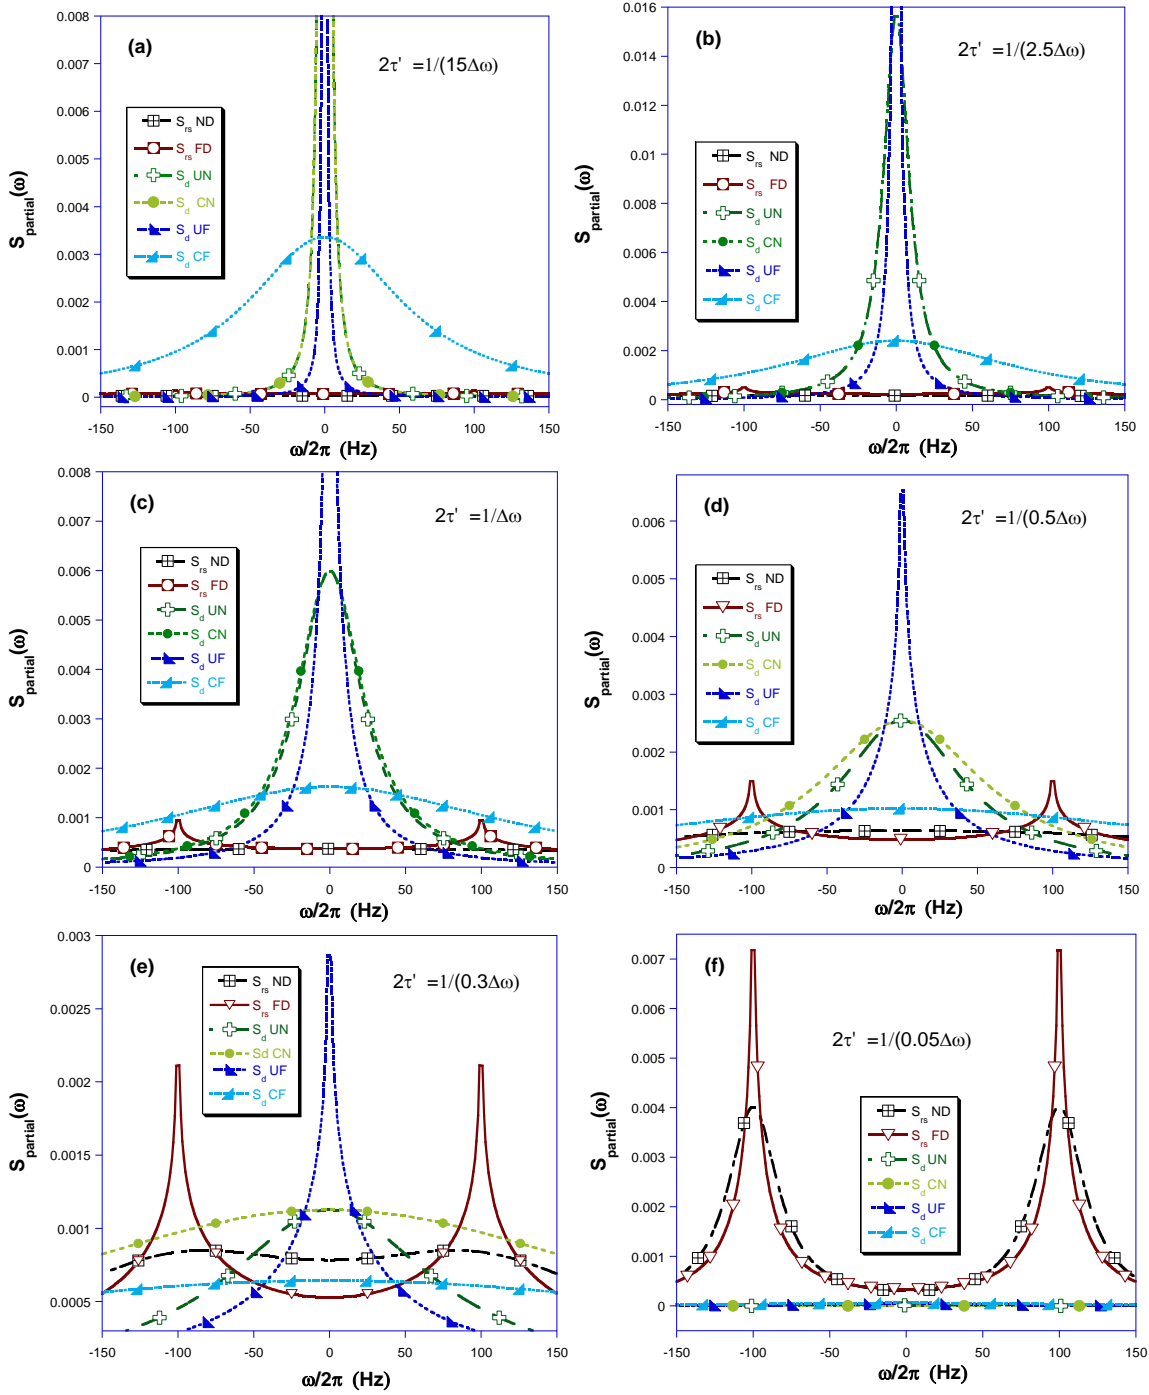 (a)
2τ' =1/(15Δω)
S_rs ND
S_rs FD
S_d UN
S_d CN
S_d UF
S_d CF
S_partial(ω)
0.008
0.007
0.006
0.005
0.004
0.003
0.002
0.001
0
-150 -100 -50 0 50 100 150
ω/2π (Hz)
(b)
2τ' =1/(2.5Δω)
S_rs ND
S_rs FD
S_d UN
S_d CN
S_d UF
S_d CF
S_partial(ω)
0.016
0.014
0.012
0.01
0.008
0.006
0.004
0.002
0
-150 -100 -50 0 50 100 150
ω/2π (Hz)
(c)
2τ' =1/Δω
S_rs ND
S_rs FD
S_d UN
S_d CN
S_d UF
S_d CF
S_partial(ω)
0.008
0.007
0.006
0.005
0.004
0.003
0.002
0.001
0
-150 -100 -50 0 50 100 150
ω/2π (Hz)
(d)
2τ' =1/(0.5Δω)
S_rs ND
S_rs FD
S_d UN
S_d CN
S_d UF
S_d CF
S_partial(ω)
0.006
0.005
0.004
0.003
0.002
0.001
0
-150 -100 -50 0 50 100 150
ω/2π (Hz)
(e)
2τ' =1/(0.3Δω)
S_rs ND
S_rs FD
S_d UN
Sd CN
S_d UF
S_d CF
S_partial(ω)
0.003
0.0025
0.002
0.0015
0.001
0.0005
-150 -100 -50 0 50 100 150
ω/2π (Hz)
(f)
2τ' =1/(0.05Δω)
S_rs ND
S_rs FD
S_d UN
S_d CN
S_d UF
S_d CF
S_partial(ω)
0.007
0.006
0.005
0.004
0.003
0.002
0.001
0
-150 -100 -50 0 50 100 150
ω/2π (Hz)